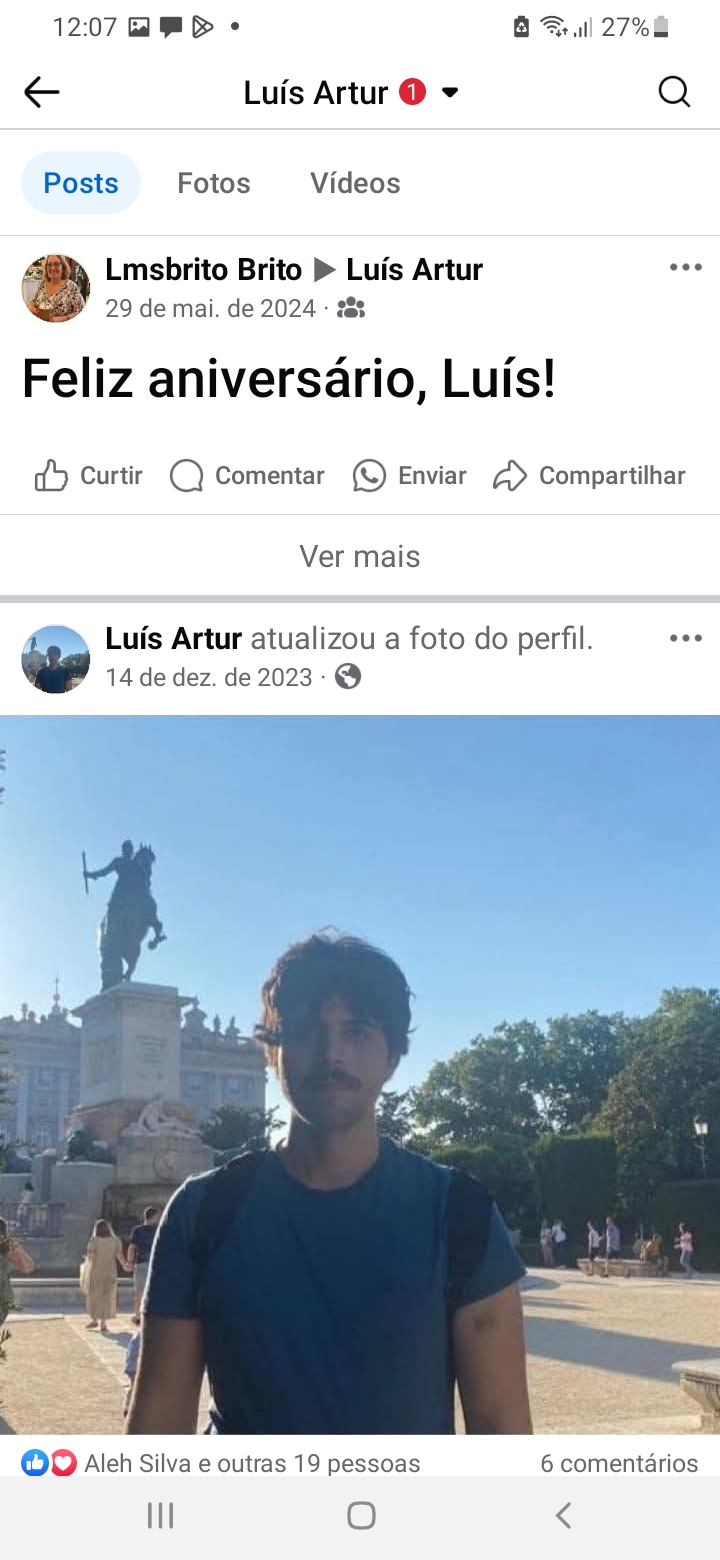 12:07
27%
Luís Artur 1
Posts Fotos Vídeos
Lmsbrito Brito ▶ Luís Artur
29 de mai. de 2024 ·
Feliz aniversário, Luís!
Curtir Comentar Enviar Compartilhar
Ver mais
Luís Artur atualizou a foto do perfil.
14 de dez. de 2023 ·
Aleh Silva e outras 19 pessoas 6 comentários